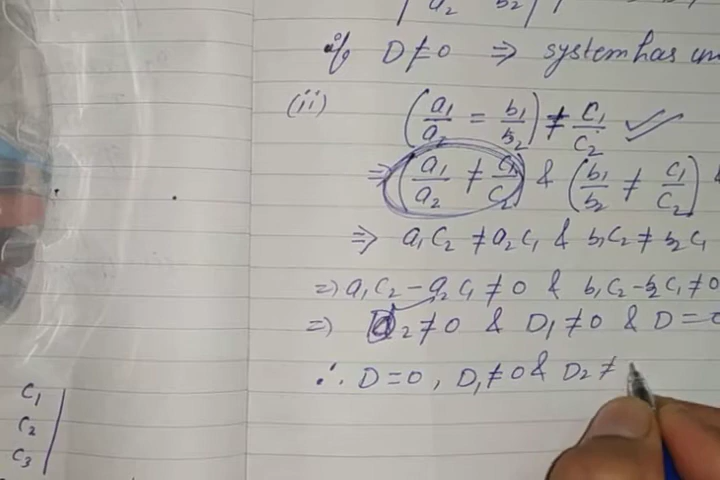 a₂ b₂
if D ≠ 0 ⇒ system has
(ii) (a₁/a₂ = b₁/b₂) ≠ c₁/c₂ ✓
⇒ (a₁/a₂ ≠ c₁/c₂) & (b₁/b₂ ≠ c₁/c₂)
⇒ a₁c₂ ≠ a₂c₁ & b₁c₂ ≠ b₂c₁
⇒ a₁c₂ - a₂c₁ ≠ 0 & b₁c₂ - b₂c₁ ≠ 0
⇒ D₂ ≠ 0 & D₁ ≠ 0 & D = 0
∴ D = 0, D₁ ≠ 0 & D₂ ≠
c₁
c₂
c₃